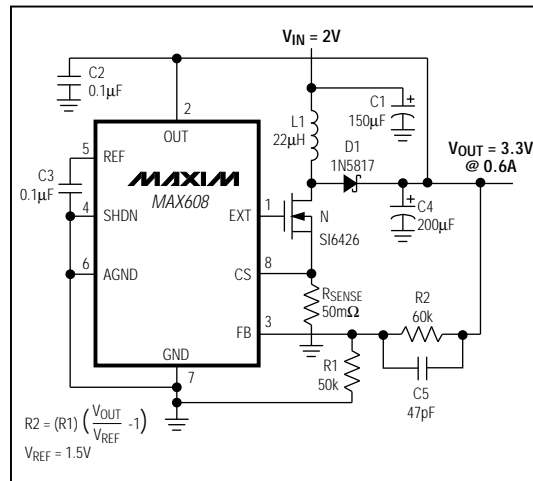 VIN = 2V
C2
0.1µF
C1
150µF
2
OUT
L1
22µH
VOUT = 3.3V
@ 0.6A
D1
1N5817
5
REF
MAXIM
MAX608
C3
0.1µF
4
SHDN
EXT
1
N
SI6426
C4
200µF
6
AGND
CS
8
RSENSE
50mΩ
R2
60k
FB
3
GND
7
R1
50k
C5
47pF
R2 = (R1) ( VOUT / VREF -1 )
VREF = 1.5V